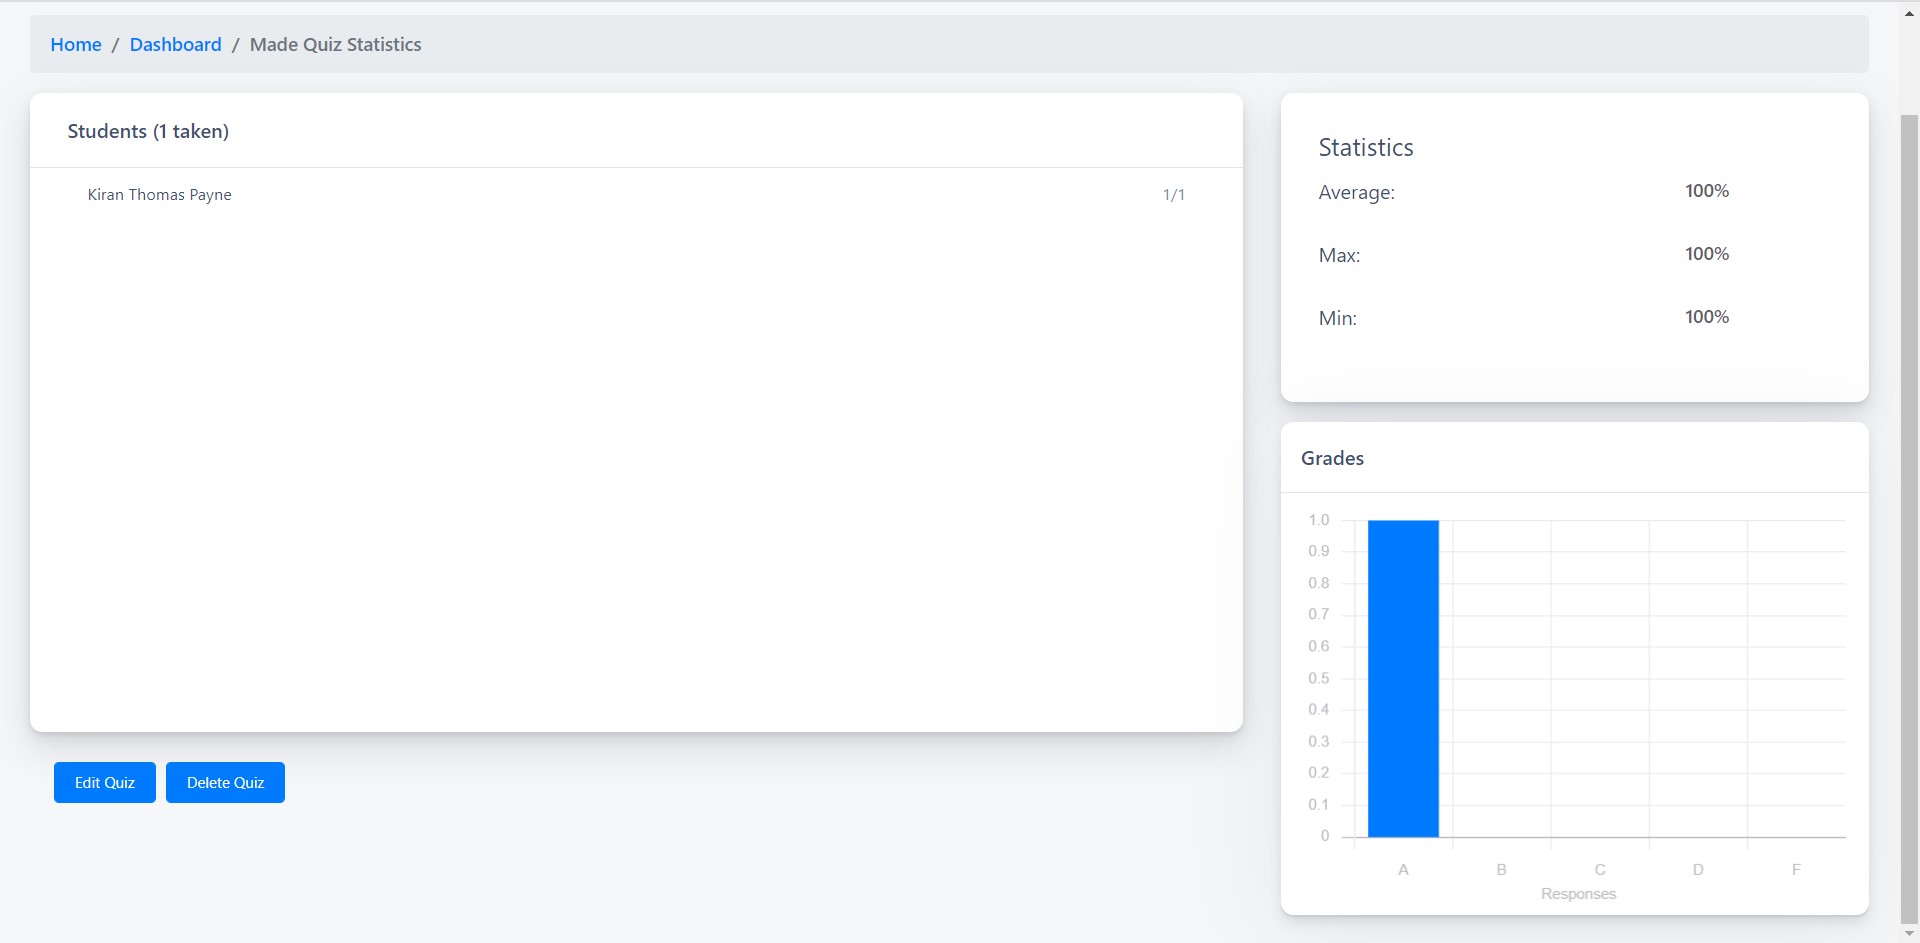 Home / Dashboard / Made Quiz Statistics
Students (1 taken)
Kiran Thomas Payne 1/1
Edit Quiz Delete Quiz
Statistics
Average: 100%
Max: 100%
Min: 100%
Grades
1.0
0.9
0.8
0.7
0.6
0.5
0.4
0.3
0.2
0.1
0
A B C D F
Responses